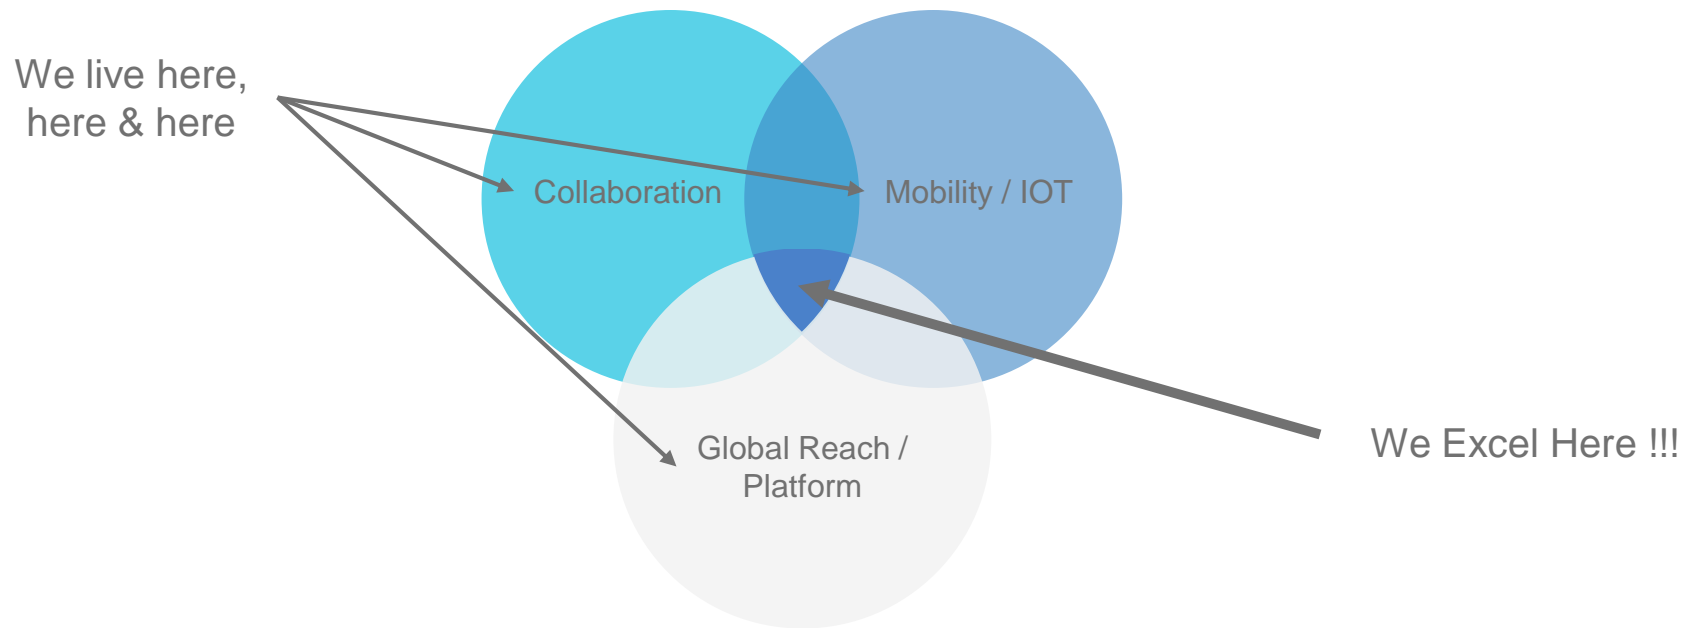 We live here,
here & here
Collaboration
Mobility / IOT
Global Reach /
Platform
We Excel Here !!!